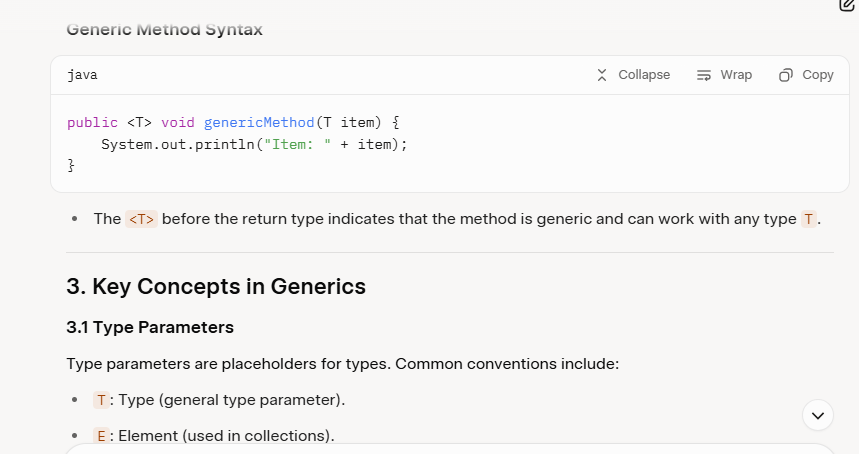 Generic Method Syntax
java
Collapse
Wrap
Copy
public <T> void genericMethod(T item) {
    System.out.println("Item: " + item);
}
• The <T> before the return type indicates that the method is generic and can work with any type T.
3. Key Concepts in Generics
3.1 Type Parameters
Type parameters are placeholders for types. Common conventions include:
• T: Type (general type parameter).
• E: Element (used in collections).